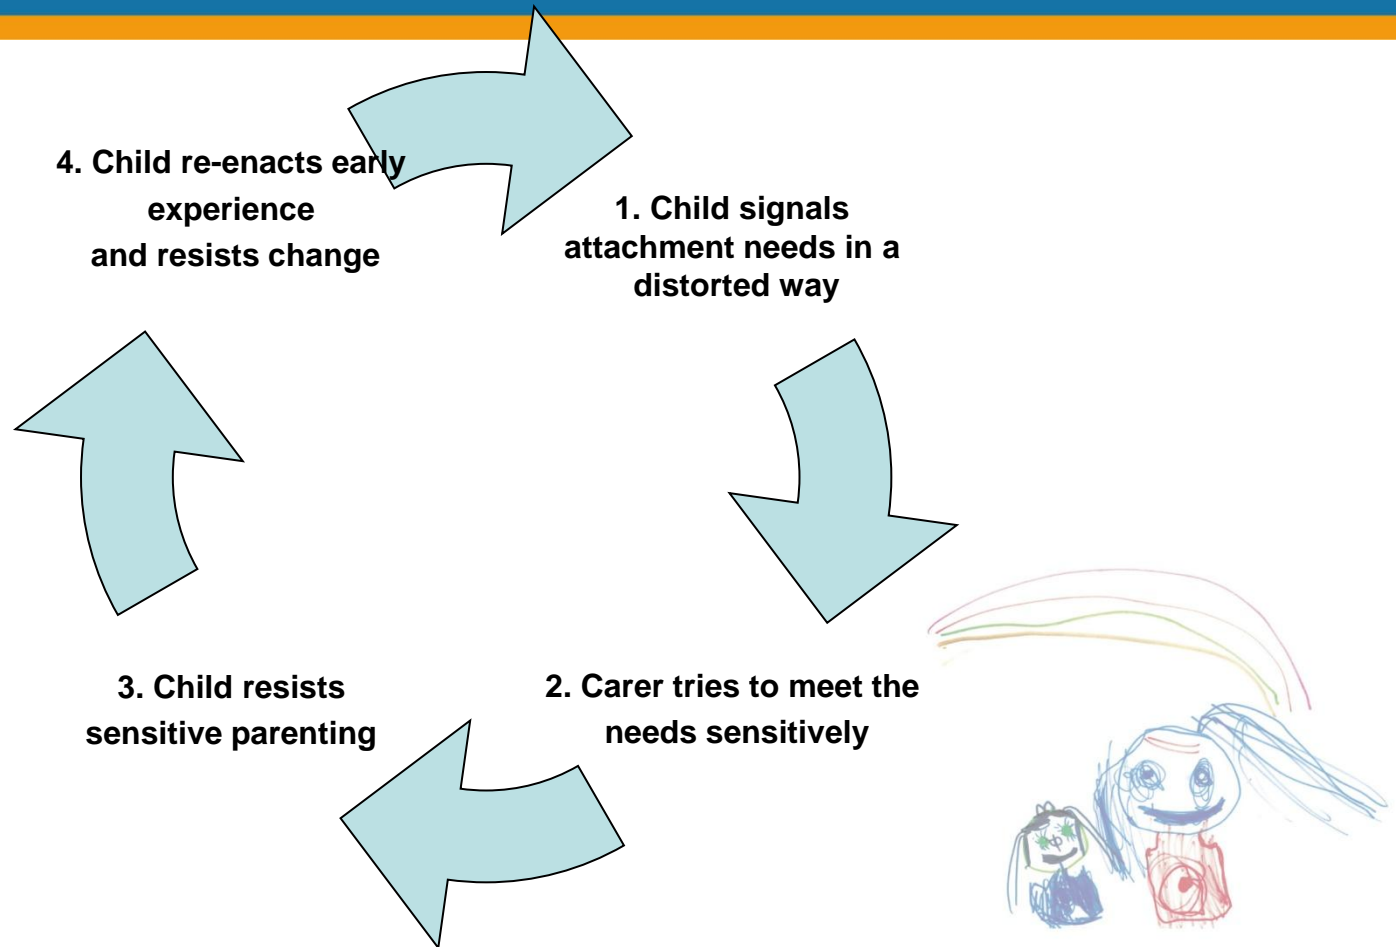 1. Child signals
attachment needs in a
distorted way
2. Carer tries to meet the
needs sensitively
3. Child resists
sensitive parenting
4. Child re-enacts early
experience
and resists change